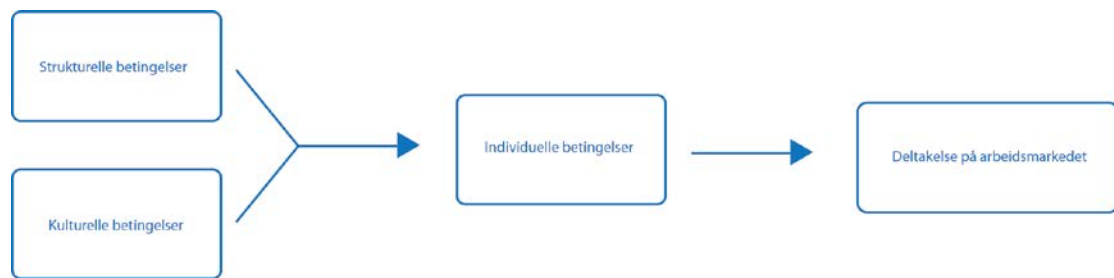 Strukturelle betingelser
Kulturelle betingelser
Individuelle betingelser
Deltakelse på arbeidsmarkedet